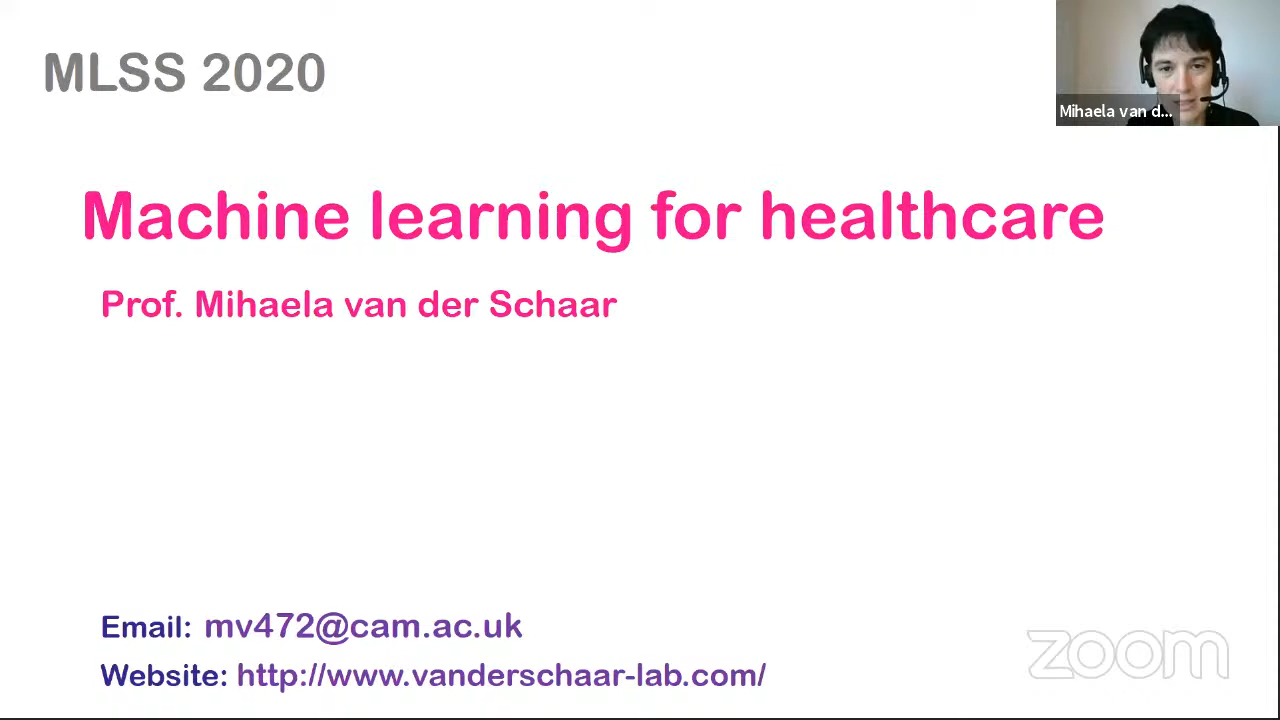 MLSS 2020
Mihaela van d...
Machine learning for healthcare
Prof. Mihaela van der Schaar
Email: mv472@cam.ac.uk
Website: http://www.vanderschaar-lab.com/
zoom